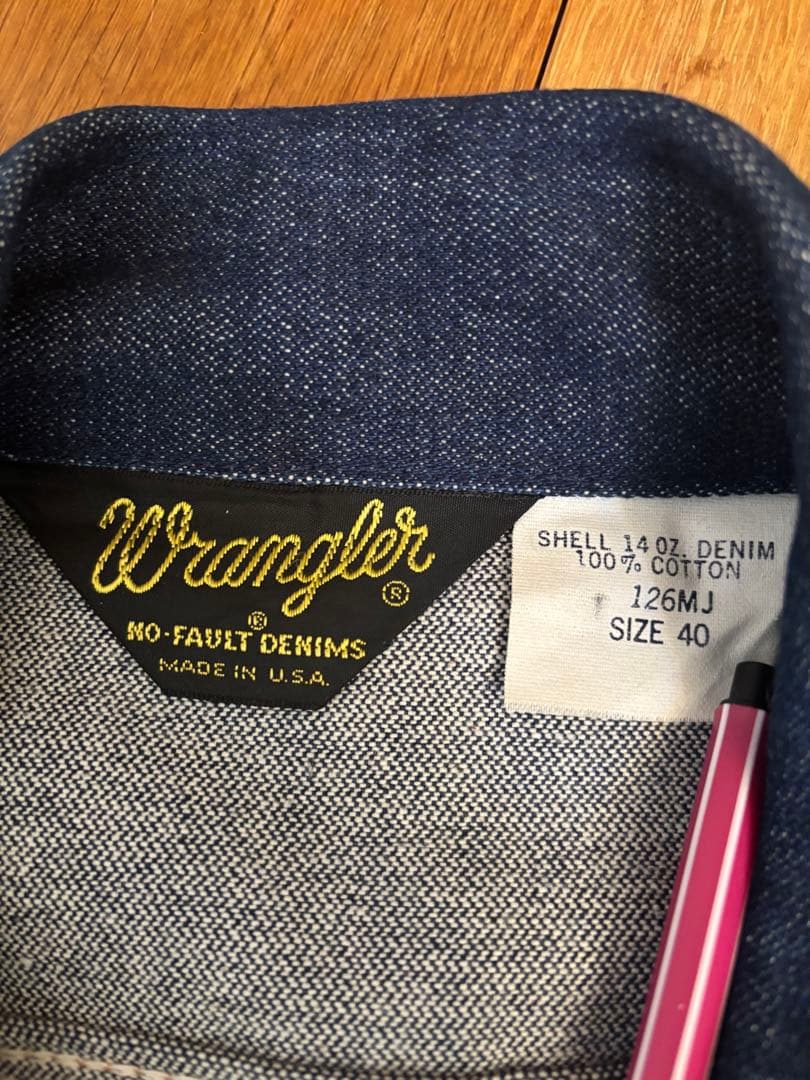 Wrangler ®
®
NO-FAULT DENIMS
MADE IN U.S.A.
SHELL 14 OZ. DENIM
100% COTTON
126MJ
SIZE 40